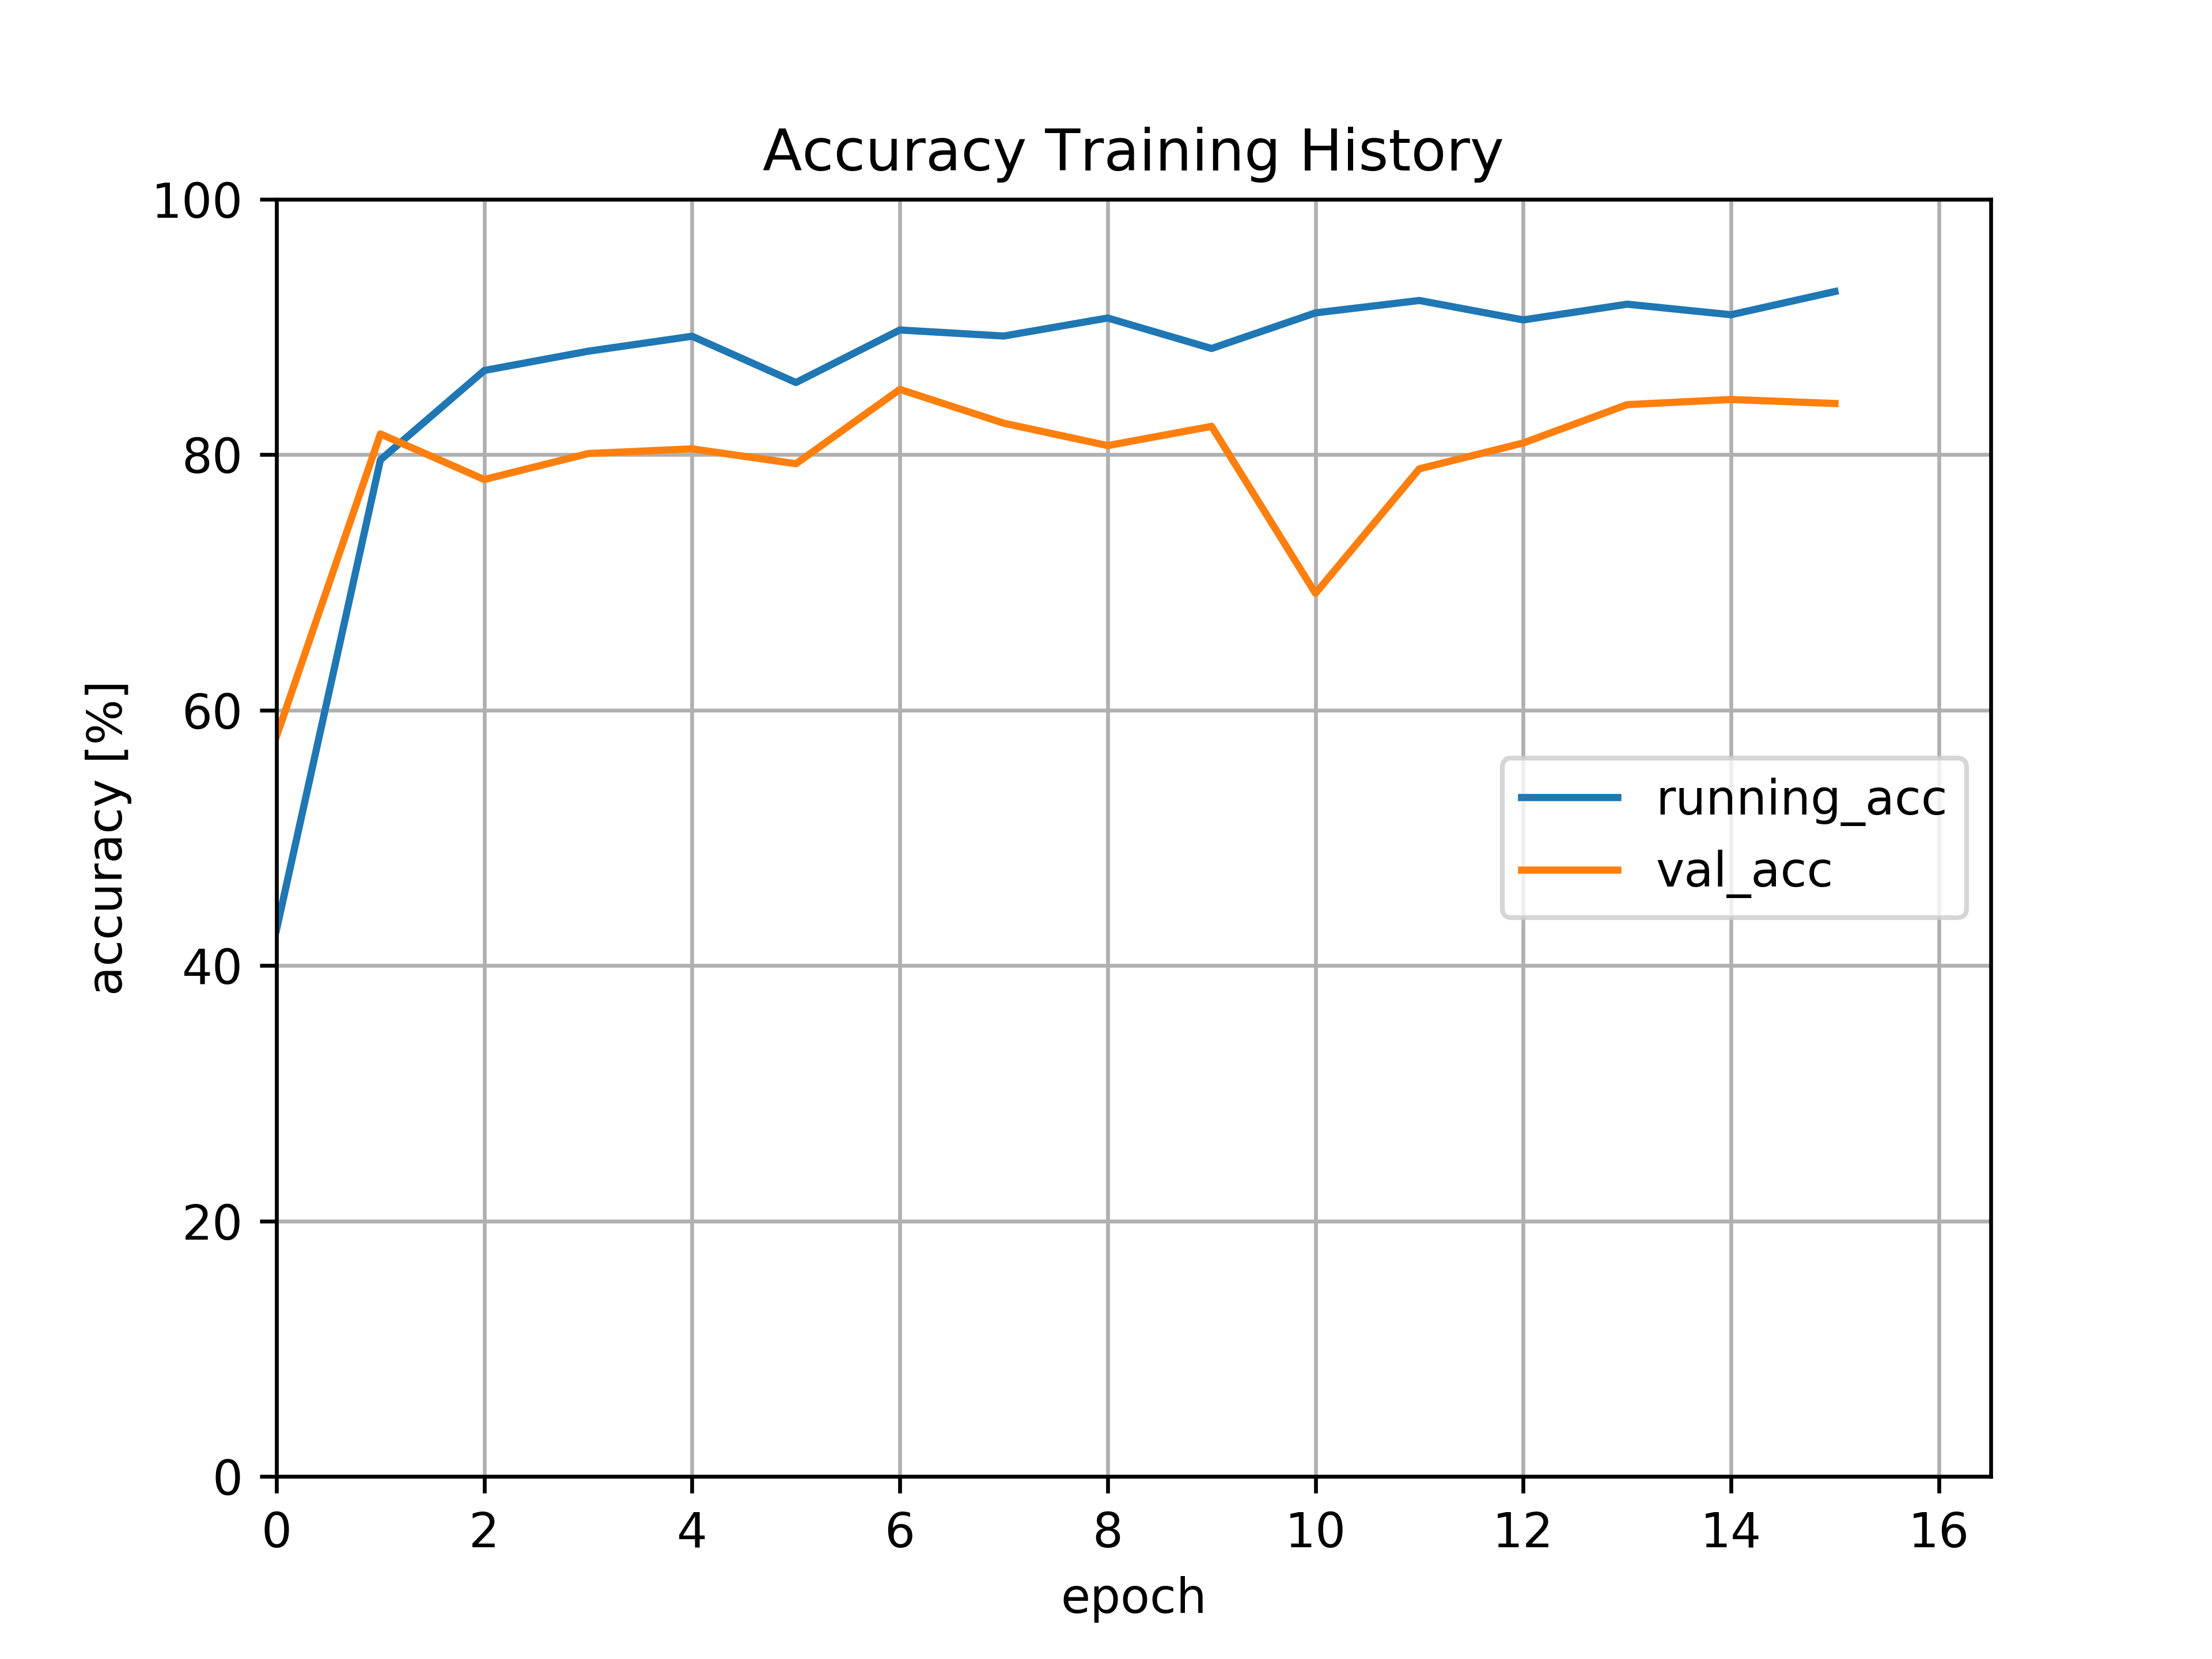 Accuracy Training History
100
80
60
40
20
0
accuracy [%]
running_acc
val_acc
0 2 4 6 8 10 12 14 16
epoch